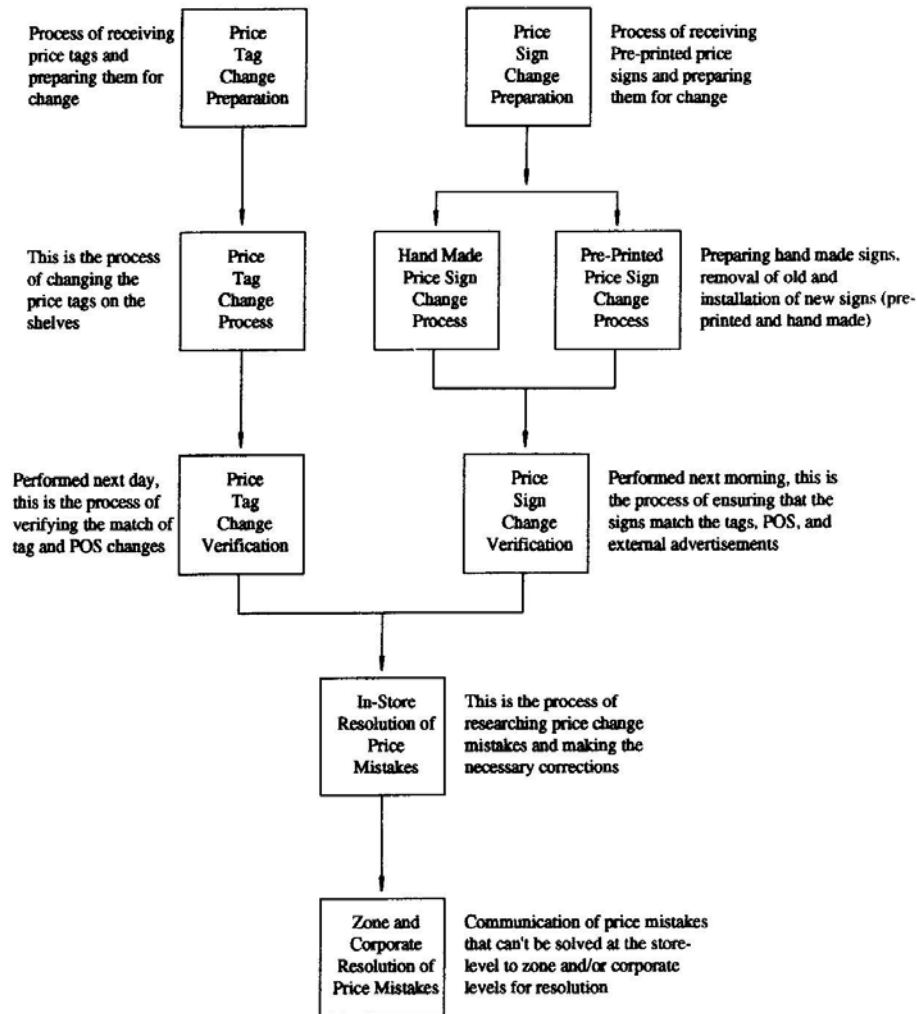 Process of receiving
price tags and
preparing them for
change
Price
Tag
Change
Preparation
Price
Sign
Change
Preparation
Process of receiving
Pre-printed price
signs and preparing
them for change
This is the process
of changing the
price tags on the
shelves
Price
Tag
Change
Process
Hand Made
Price Sign
Change
Process
Pre-Printed
Price Sign
Change
Process
Preparing hand made signs,
removal of old and
installation of new signs (pre-
printed and hand made)
Performed next day,
this is the process of
verifying the match of
tag and POS changes
Price
Tag
Change
Verification
Price
Sign
Change
Verification
Performed next morning, this is
the process of ensuring that the
signs match the tags, POS, and
external advertisements
In-Store
Resolution of
Price
Mistakes
This is the process of
researching price change
mistakes and making the
necessary corrections
Zone and
Corporate
Resolution of
Price Mistakes
Communication of price mistakes
that can't be solved at the store-
level to zone and/or corporate
levels for resolution